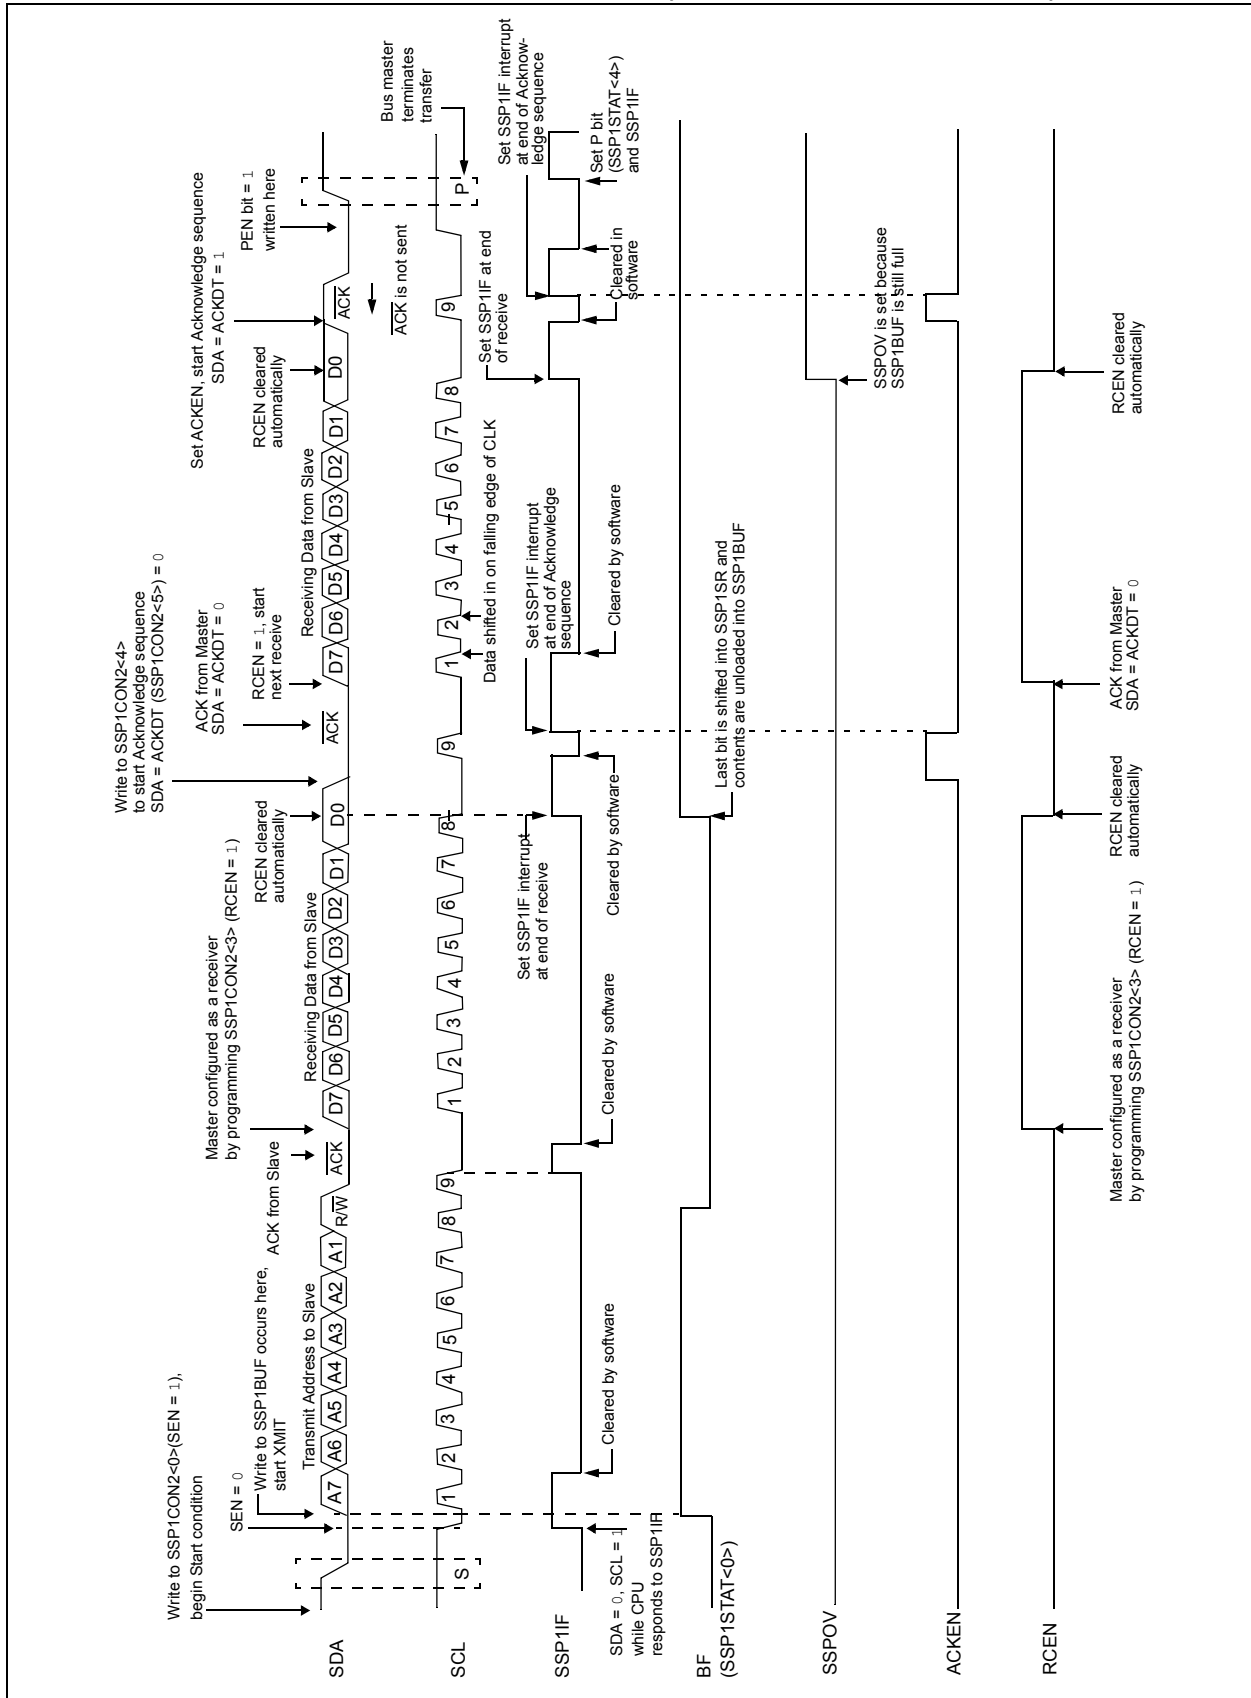 Write to SSP1CON2<0>(SEN = 1),
begin Start condition
SEN = 0
Write to SSP1BUF occurs here,
start XMIT
ACK from Slave
Master configured as a receiver
by programming SSP1CON2<3> (RCEN = 1)
RCEN cleared
automatically
Write to SSP1CON2<4>
to start Acknowledge sequence
SDA = ACKDT (SSP1CON2<5>) = 0
ACK from Master
SDA = ACKDT = 0
RCEN = 1, start
next receive
RCEN cleared
automatically
Set ACKEN, start Acknowledge sequence
SDA = ACKDT = 1
PEN bit = 1
written here
Transmit Address to Slave
Receiving Data from Slave
Receiving Data from Slave
SDA
A7 A6 A5 A4 A3 A2 A1 R/W ACK D7 D6 D5 D4 D3 D2 D1 D0 ACK D7 D6 D5 D4 D3 D2 D1 D0 ACK
ACK is not sent
Bus master
terminates
transfer
SCL
S 1 2 3 4 5 6 7 8 9 1 2 3 4 5 6 7 8 9 1 2 3 4 5 6 7 8 9 P
Data shifted in on falling edge of CLK
Set SSP1IF interrupt
at end of receive
Set SSP1IF interrupt
at end of Acknowledge
sequence
Set SSP1IF at end
of receive
Set SSP1IF interrupt
at end of Acknow-
ledge sequence
SSP1IF
SDA = 0, SCL = 1
while CPU
responds to SSP1IF
Cleared by software
Cleared by software
Cleared by software
Cleared by software
Cleared in
software
Set P bit
(SSP1STAT<4>)
and SSP1IF
BF
(SSP1STAT<0>)
Last bit is shifted into SSP1SR and
contents are unloaded into SSP1BUF
SSPOV
SSPOV is set because
SSP1BUF is still full
ACKEN
RCEN
Master configured as a receiver
by programming SSP1CON2<3> (RCEN = 1)
RCEN cleared
automatically
ACK from Master
SDA = ACKDT = 0
RCEN cleared
automatically